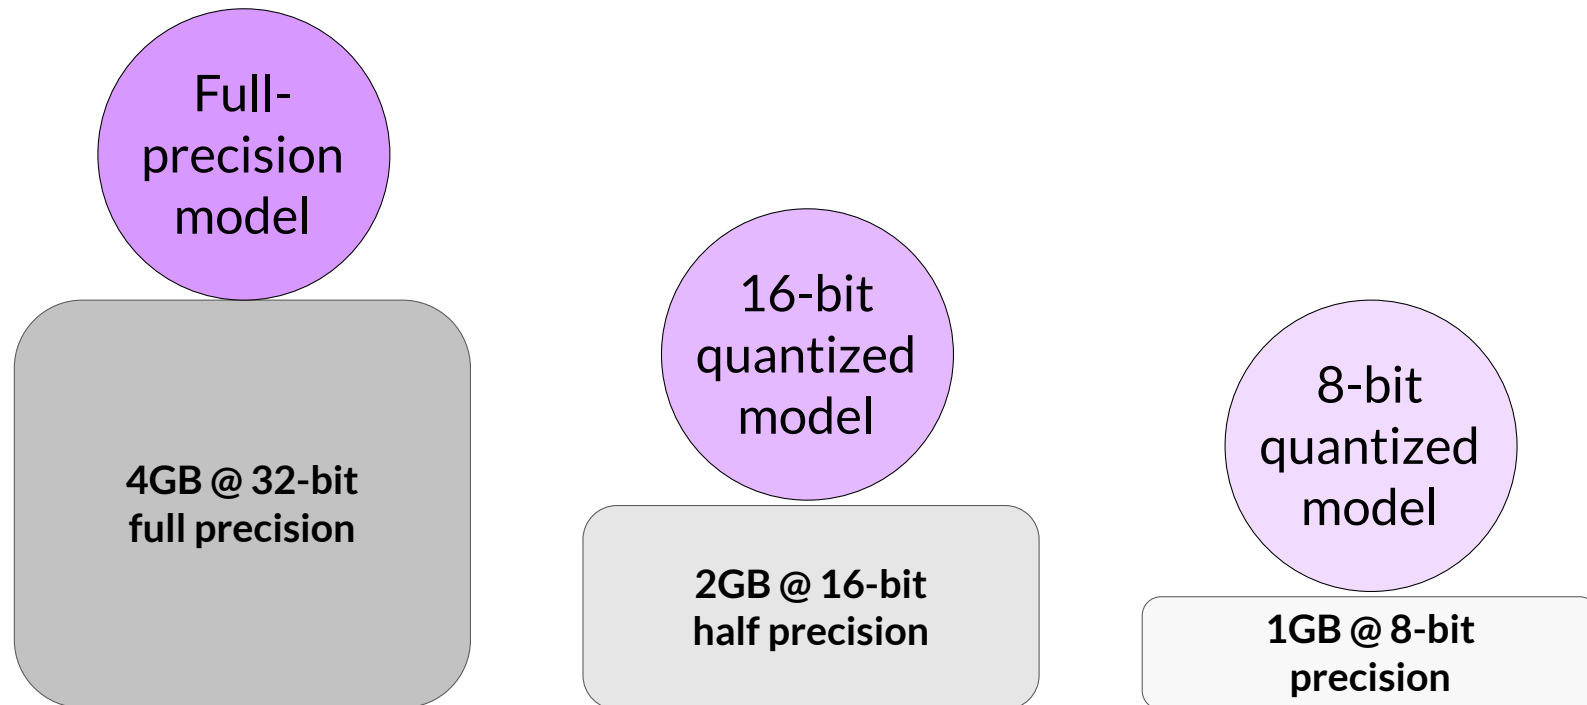 Full-
precision
model
4GB @ 32-bit
full precision
16-bit
quantized
model
2GB @ 16-bit
half precision
8-bit
quantized
model
1GB @ 8-bit
precision